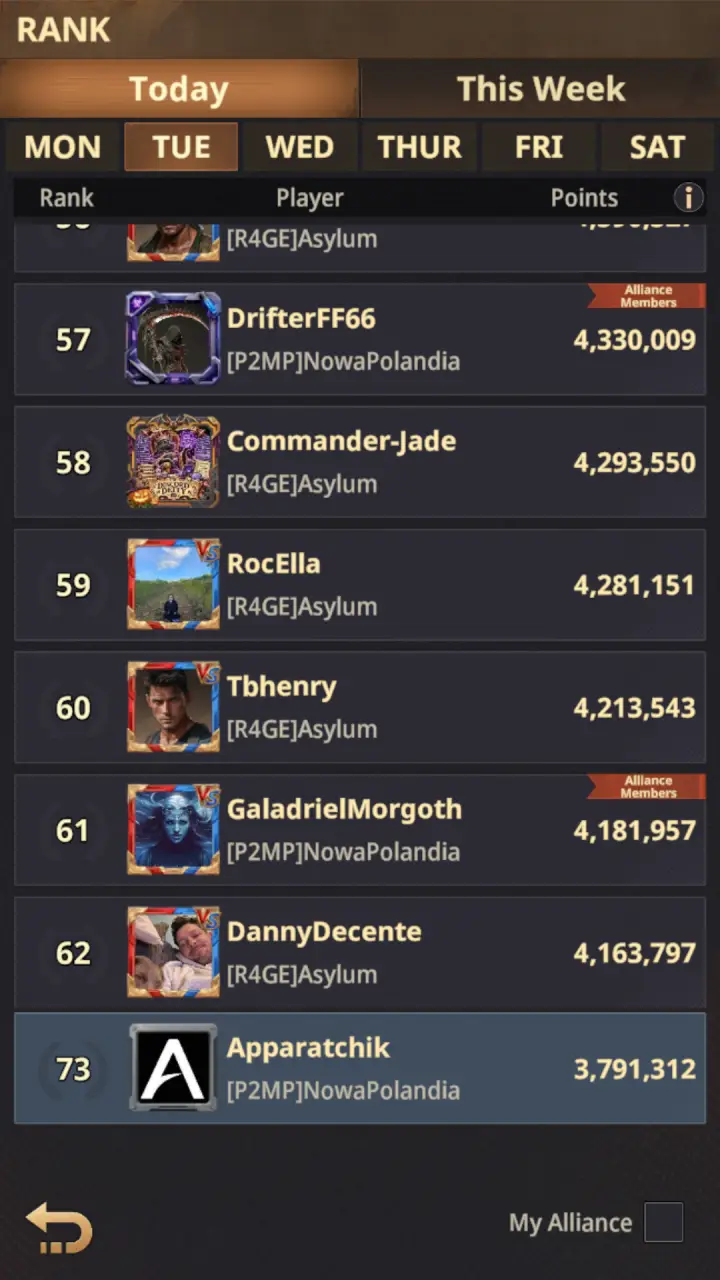 RANK
Today
This Week
MON
TUE
WED
THUR
FRI
SAT
Rank
Player
Points
[R4GE]Asylum
57
DrifterFF66
[P2MP]NowaPolandia
Alliance
Members
4,330,009
58
Commander-Jade
[R4GE]Asylum
4,293,550
59
RocElla
[R4GE]Asylum
4,281,151
60
Tbhenry
[R4GE]Asylum
4,213,543
61
GaladrielMorgoth
[P2MP]NowaPolandia
Alliance
Members
4,181,957
62
DannyDecente
[R4GE]Asylum
4,163,797
73
Apparatchik
[P2MP]NowaPolandia
3,791,312
My Alliance